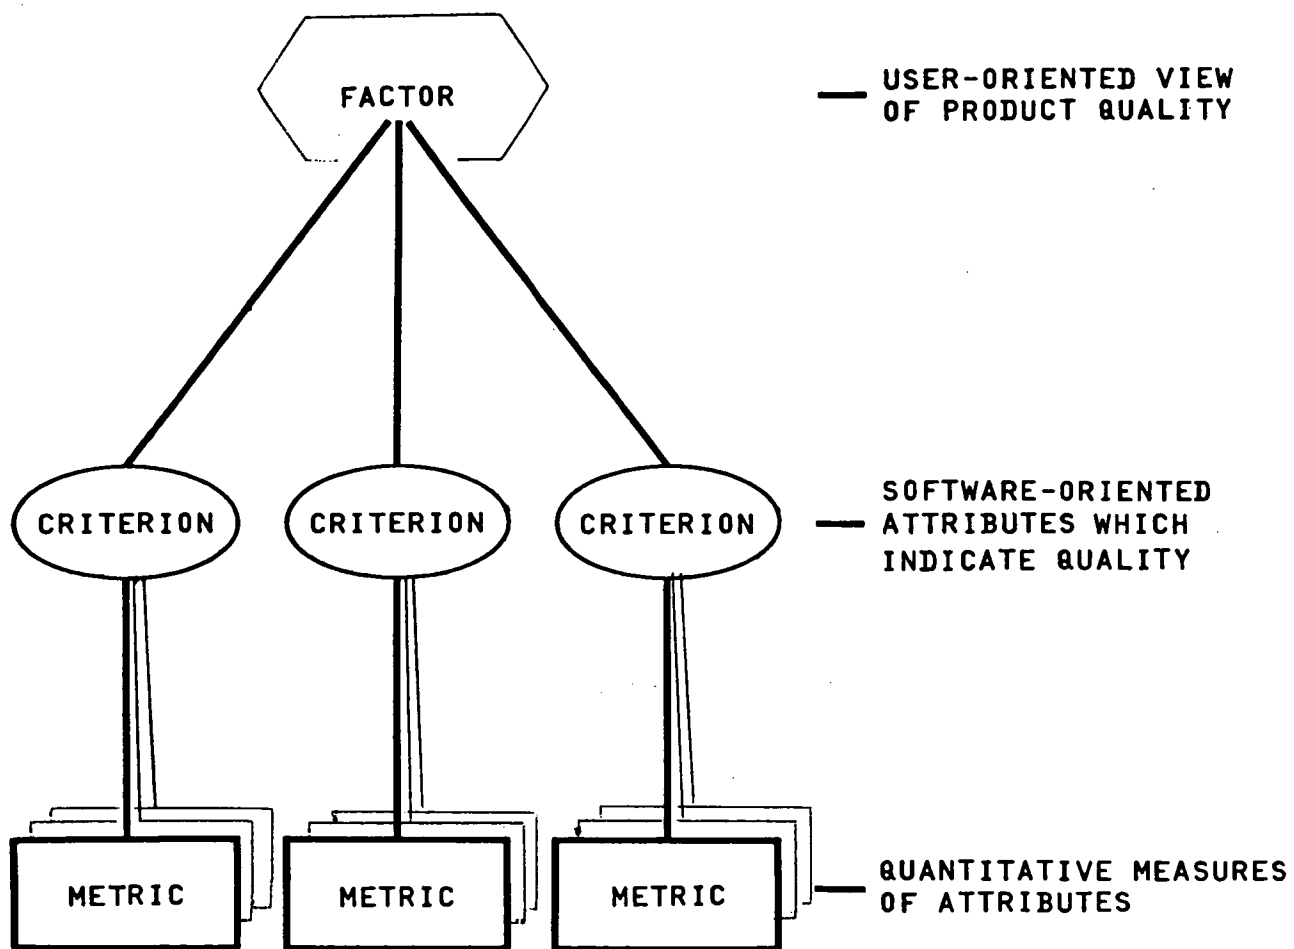 FACTOR
USER-ORIENTED VIEW
OF PRODUCT QUALITY
CRITERION
CRITERION
CRITERION
SOFTWARE-ORIENTED
ATTRIBUTES WHICH
INDICATE QUALITY
METRIC
METRIC
METRIC
QUANTITATIVE MEASURES
OF ATTRIBUTES